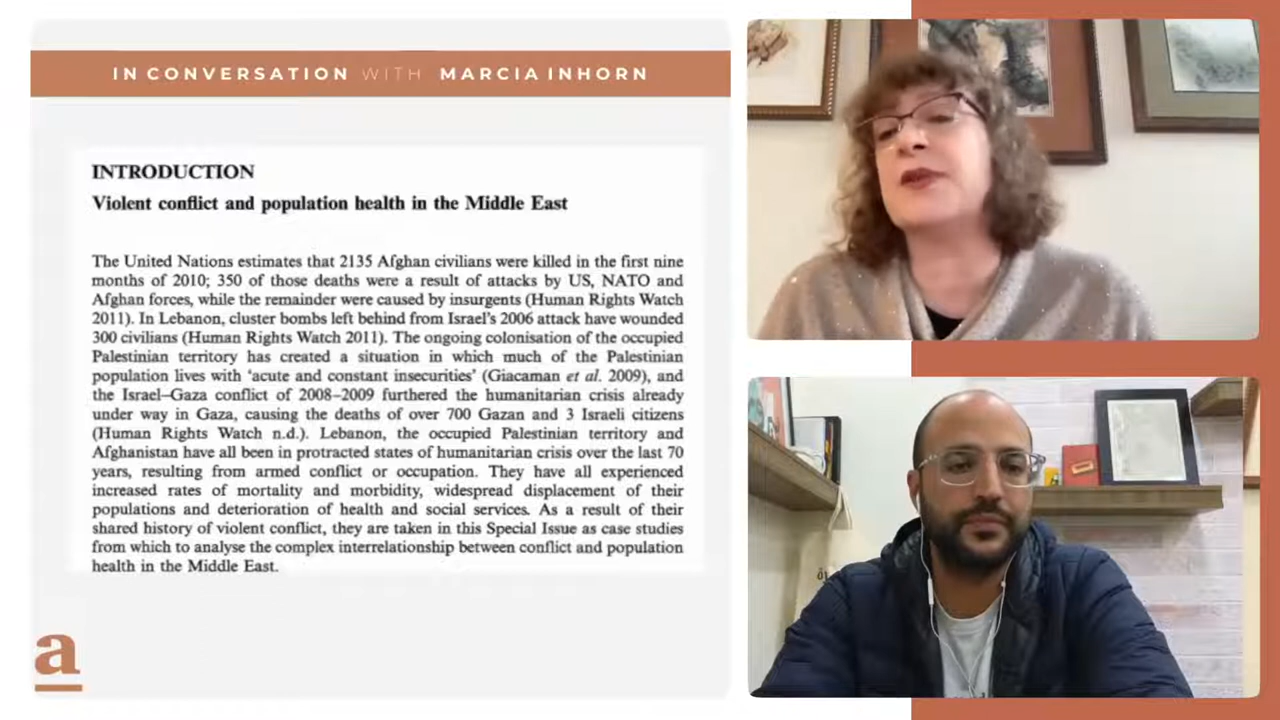 IN CONVERSATION WITH MARCIA INHORN
INTRODUCTION
Violent conflict and population health in the Middle East
The United Nations estimates that 2135 Afghan civilians were killed in the first nine
months of 2010; 350 of those deaths were a result of attacks by US, NATO and
Afghan forces, while the remainder were caused by insurgents (Human Rights Watch
2011). In Lebanon, cluster bombs left behind from Israel's 2006 attack have wounded
300 civilians (Human Rights Watch 2011). The ongoing colonisation of the occupied
Palestinian territory has created a situation in which much of the Palestinian
population lives with 'acute and constant insecurities' (Giacaman et al. 2009), and
the Israel–Gaza conflict of 2008–2009 furthered the humanitarian crisis already
under way in Gaza, causing the deaths of over 700 Gazan and 3 Israeli citizens
(Human Rights Watch n.d.). Lebanon, the occupied Palestinian territory and
Afghanistan have all been in protracted states of humanitarian crisis over the last 70
years, resulting from armed conflict or occupation. They have all experienced
increased rates of mortality and morbidity, widespread displacement of their
populations and deterioration of health and social services. As a result of their
shared history of violent conflict, they are taken in this Special Issue as case studies
from which to analyse the complex interrelationship between conflict and population
health in the Middle East.
a